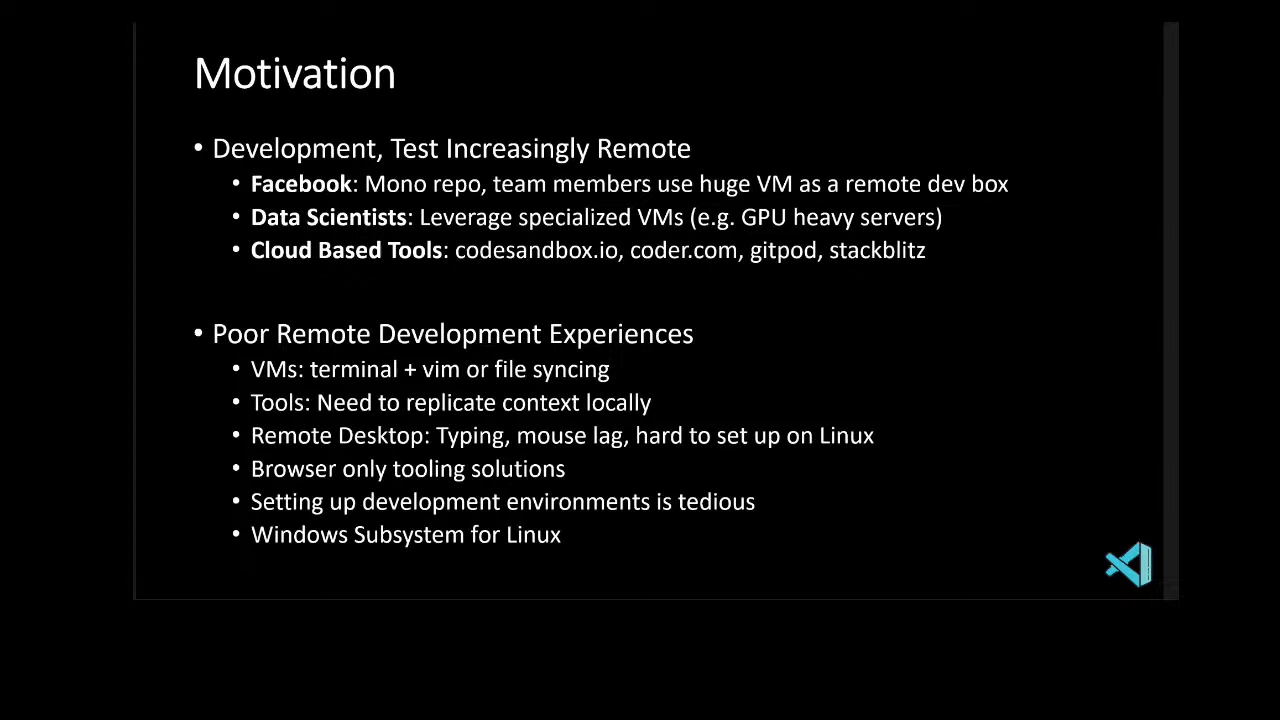 Motivation
• Development, Test Increasingly Remote
• Facebook: Mono repo, team members use huge VM as a remote dev box
• Data Scientists: Leverage specialized VMs (e.g. GPU heavy servers)
• Cloud Based Tools: codesandbox.io, coder.com, gitpod, stackblitz
• Poor Remote Development Experiences
• VMs: terminal + vim or file syncing
• Tools: Need to replicate context locally
• Remote Desktop: Typing, mouse lag, hard to set up on Linux
• Browser only tooling solutions
• Setting up development environments is tedious
• Windows Subsystem for Linux